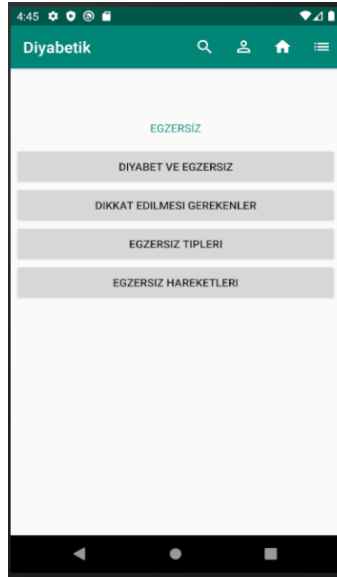 4:45
Diyabetik
EGZERSİZ
DIYABET VE EGZERSIZ
DIKKAT EDILMESI GEREKENLER
EGZERSIZ TIPLERI
EGZERSIZ HAREKETLERI